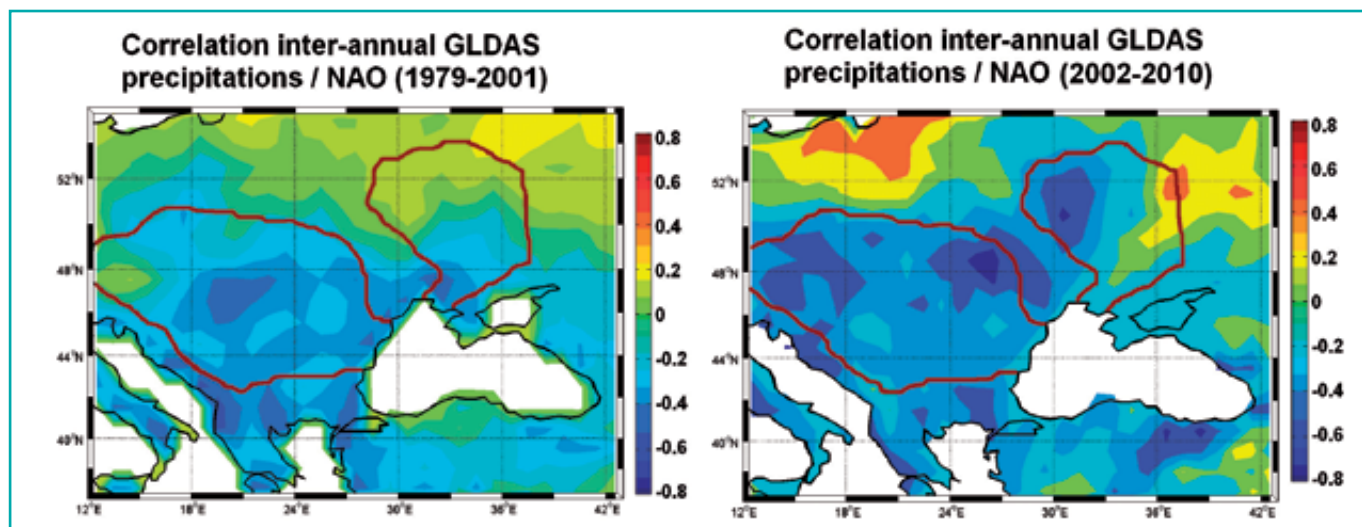 Correlation inter-annual GLDAS
precipitations / NAO (1979-2001)
52°N
48°N
44°N
40°N
12°E
18°E
24°E
30°E
36°E
42°E
0.8
0.6
0.4
0.2
0
-0.2
-0.4
-0.6
-0.8
Correlation inter-annual GLDAS
precipitations / NAO (2002-2010)
52°N
48°N
44°N
40°N
12°E
18°E
24°E
30°E
36°E
42°E
0.8
0.6
0.4
0.2
0
-0.2
-0.4
-0.6
-0.8